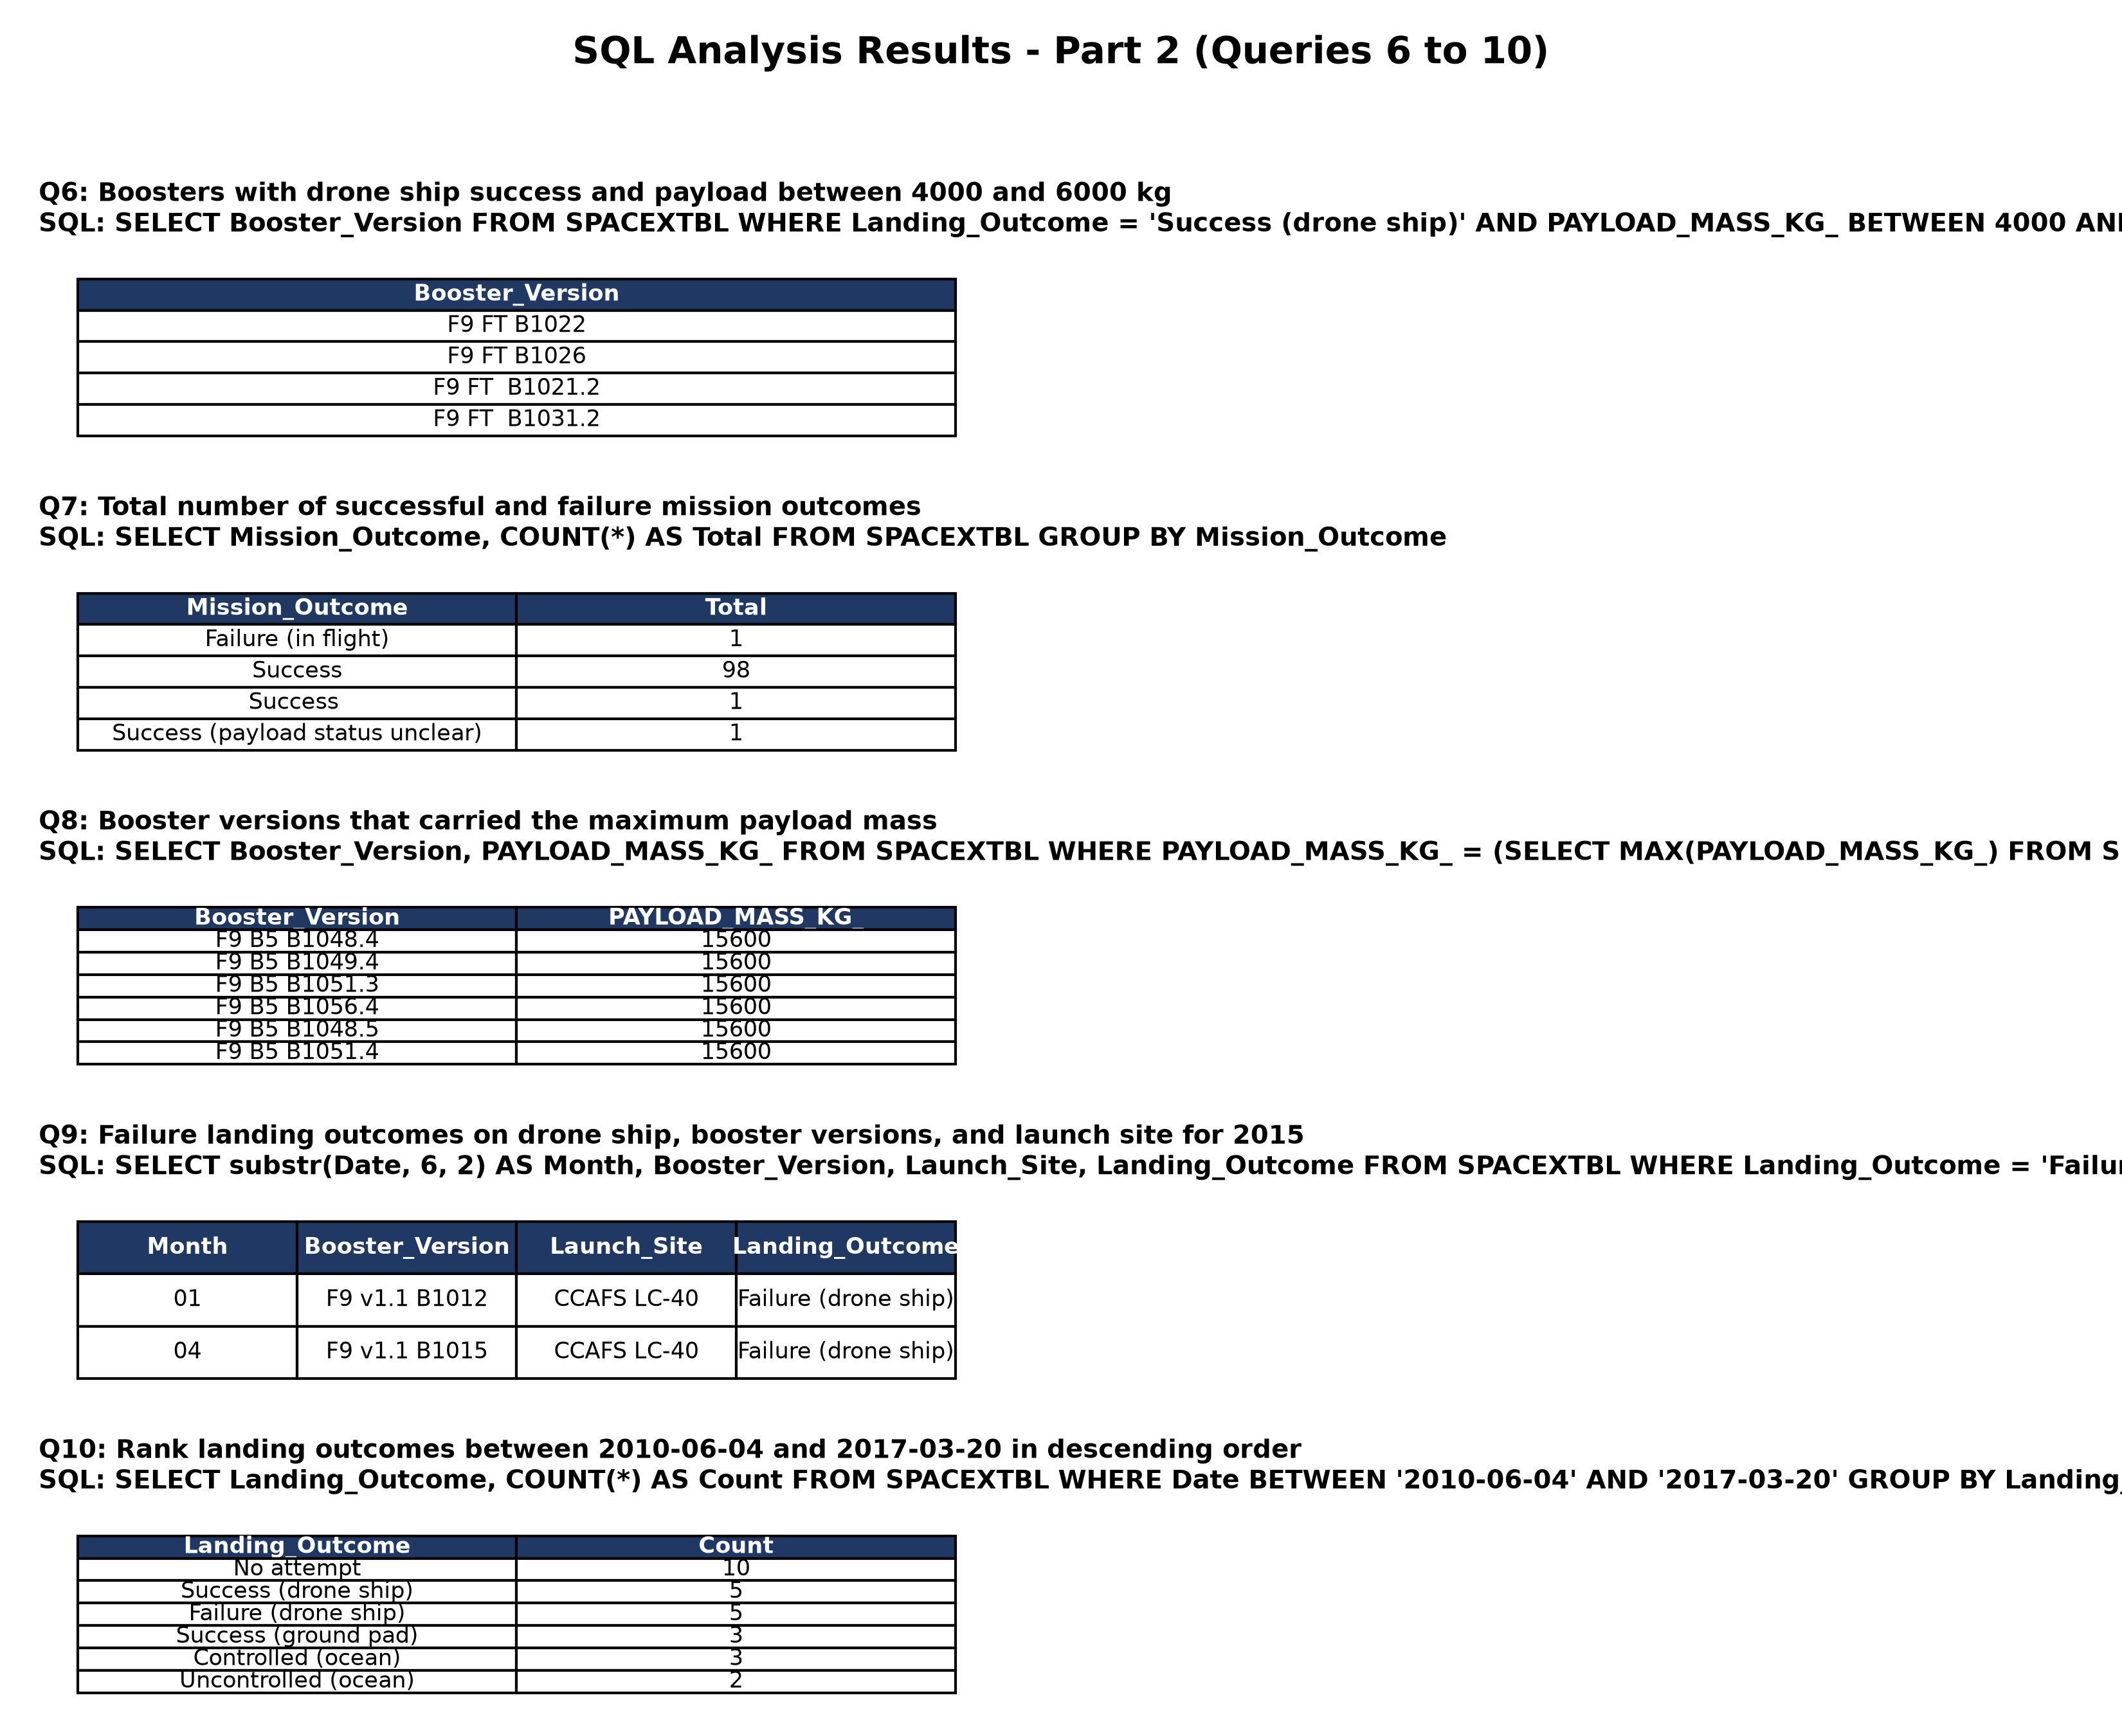 SQL Analysis Results - Part 2 (Queries 6 to 10)
Q6: Boosters with drone ship success and payload between 4000 and 6000 kg
SQL: SELECT Booster_Version FROM SPACEXTBL WHERE Landing_Outcome = 'Success (drone ship)' AND PAYLOAD_MASS_KG_ BETWEEN 4000 AND
Booster_Version
F9 FT B1022
F9 FT B1026
F9 FT  B1021.2
F9 FT  B1031.2
Q7: Total number of successful and failure mission outcomes
SQL: SELECT Mission_Outcome, COUNT(*) AS Total FROM SPACEXTBL GROUP BY Mission_Outcome
Mission_Outcome Total
Failure (in flight) 1
Success 98
Success 1
Success (payload status unclear) 1
Q8: Booster versions that carried the maximum payload mass
SQL: SELECT Booster_Version, PAYLOAD_MASS_KG_ FROM SPACEXTBL WHERE PAYLOAD_MASS_KG_ = (SELECT MAX(PAYLOAD_MASS_KG_) FROM S
Booster_Version PAYLOAD_MASS_KG_
F9 B5 B1048.4 15600
F9 B5 B1049.4 15600
F9 B5 B1051.3 15600
F9 B5 B1056.4 15600
F9 B5 B1048.5 15600
F9 B5 B1051.4 15600
Q9: Failure landing outcomes on drone ship, booster versions, and launch site for 2015
SQL: SELECT substr(Date, 6, 2) AS Month, Booster_Version, Launch_Site, Landing_Outcome FROM SPACEXTBL WHERE Landing_Outcome = 'Failur
Month Booster_Version Launch_Site Landing_Outcome
01 F9 v1.1 B1012 CCAFS LC-40 Failure (drone ship)
04 F9 v1.1 B1015 CCAFS LC-40 Failure (drone ship)
Q10: Rank landing outcomes between 2010-06-04 and 2017-03-20 in descending order
SQL: SELECT Landing_Outcome, COUNT(*) AS Count FROM SPACEXTBL WHERE Date BETWEEN '2010-06-04' AND '2017-03-20' GROUP BY Landing_
Landing_Outcome Count
No attempt 10
Success (drone ship) 5
Failure (drone ship) 5
Success (ground pad) 3
Controlled (ocean) 3
Uncontrolled (ocean) 2